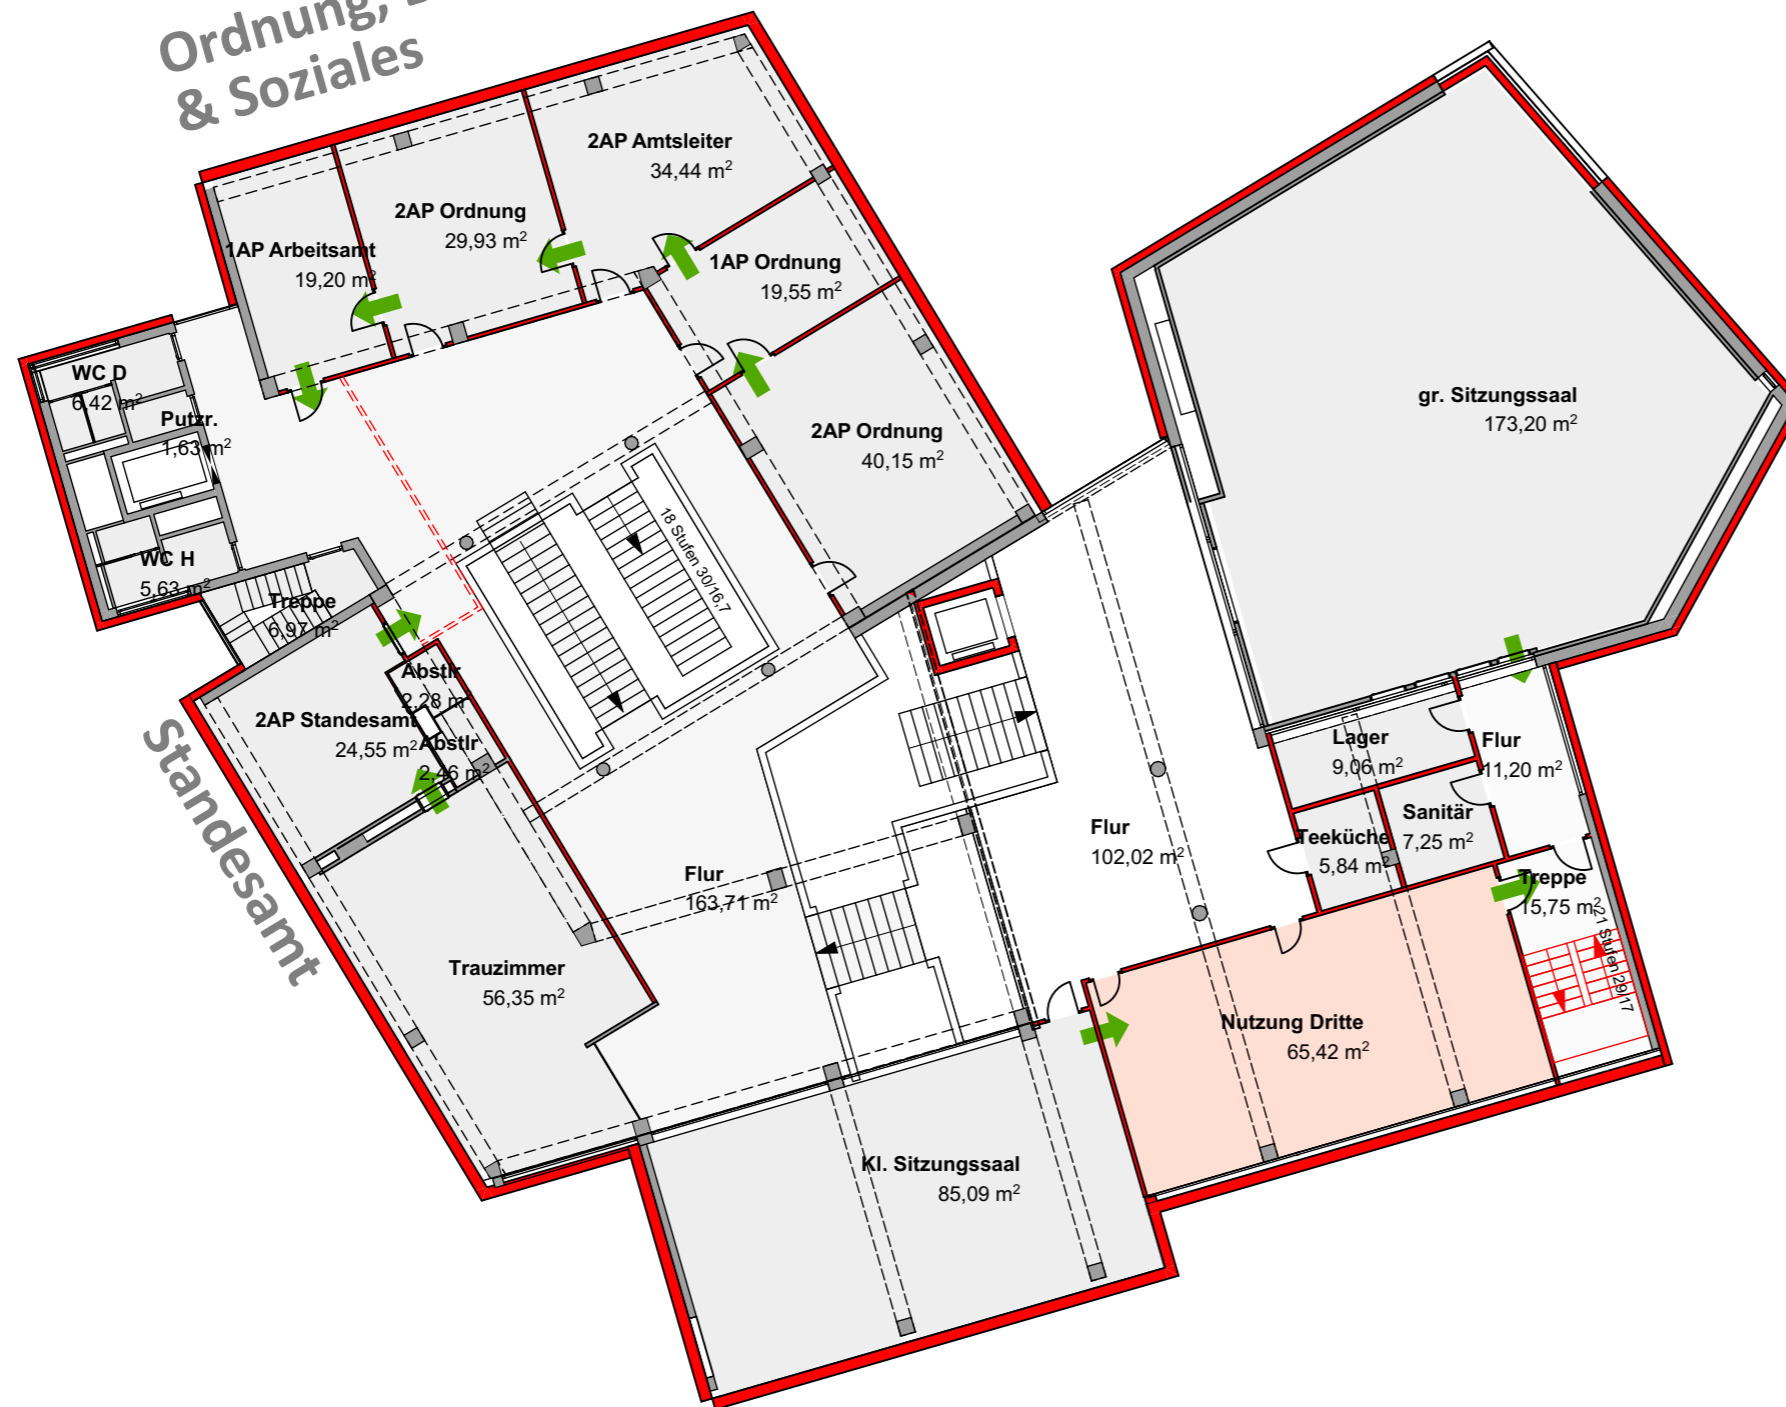 Ordnung,
& Soziales
2AP Amtsleiter
34,44 m²
2AP Ordnung
29,93 m²
1AP Arbeitsamt
19,20 m²
1AP Ordnung
19,55 m²
2AP Ordnung
40,15 m²
gr. Sitzungssaal
173,20 m²
WC D
6,42 m²
Putzr.
1,63 m²
WC H
5,63 m²
Treppe
6,97 m²
18 Stufen 30/16,7
Abstlr
2,28 m
2AP Standesamt
24,55 m²
Abstlr
2,46 m²
Standesamt
Lager
9,06 m²
Flur
11,20 m²
Sanitär
7,25 m²
Teeküche
5,84 m²
Flur
102,02 m²
Flur
163,71 m²
Treppe
15,75 m²
21 Stufen 29/17
Trauzimmer
56,35 m²
Nutzung Dritte
65,42 m²
Kl. Sitzungssaal
85,09 m²